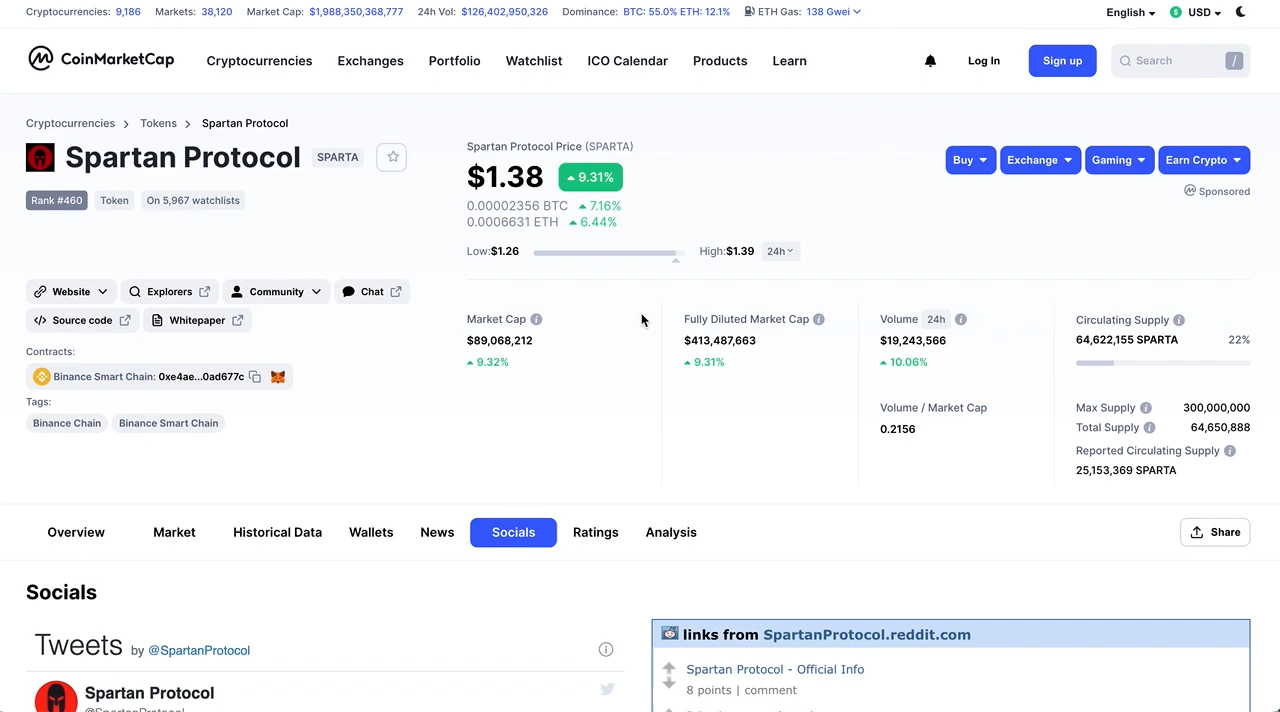 Cryptocurrencies: 9,186 Markets: 38,120 Market Cap: $1,988,350,368,777 24h Vol: $126,402,950,326 Dominance: BTC: 55.0% ETH: 12.1% ETH Gas: 138 Gwei English USD
CoinMarketCap Cryptocurrencies Exchanges Portfolio Watchlist ICO Calendar Products Learn Log In Sign up Search /
Cryptocurrencies Tokens Spartan Protocol
Spartan Protocol SPARTA
Rank #460 Token On 5,967 watchlists
Spartan Protocol Price (SPARTA)
$1.38 9.31%
0.00002356 BTC 7.16%
0.0006631 ETH 6.44%
Low:$1.26 High:$1.39 24h
Buy Exchange Gaming Earn Crypto
Sponsored
Website Explorers Community Chat
Source code Whitepaper
Contracts:
Binance Smart Chain: 0xe4ae...0ad677c
Tags:
Binance Chain Binance Smart Chain
Market Cap
$89,068,212
9.32%
Fully Diluted Market Cap
$413,487,663
9.31%
Volume 24h
$19,243,566
10.06%
Volume / Market Cap
0.2156
Circulating Supply
64,622,155 SPARTA 22%
Max Supply 300,000,000
Total Supply 64,650,888
Reported Circulating Supply
25,153,369 SPARTA
Overview Market Historical Data Wallets News Socials Ratings Analysis Share
Socials
Tweets by @SpartanProtocol
Spartan Protocol
@SpartanProtocol
links from SpartanProtocol.reddit.com
Spartan Protocol - Official Info
8 points | comment